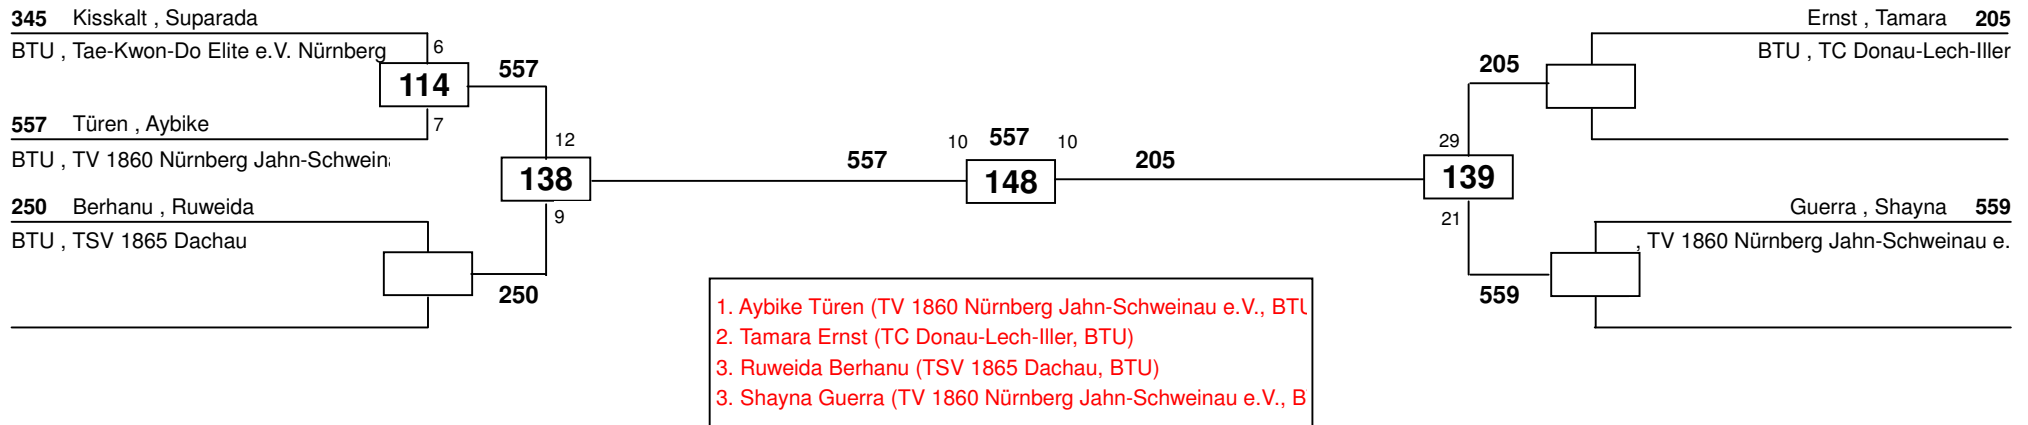 345 Kisskalt , Suparada
BTU , Tae-Kwon-Do Elite e.V. Nürnberg
6
114
557
7
557 Türen , Aybike
BTU , TV 1860 Nürnberg Jahn-Schwein
12
138
9
250 Berhanu , Ruweida
BTU , TSV 1865 Dachau
250
557
10 557 10
148
205
Ernst , Tamara 205
BTU , TC Donau-Lech-Iller
205
29
139
21
Guerra , Shayna 559
, TV 1860 Nürnberg Jahn-Schweinau e.
559
1. Aybike Türen (TV 1860 Nürnberg Jahn-Schweinau e.V., BTU
2. Tamara Ernst (TC Donau-Lech-Iller, BTU)
3. Ruweida Berhanu (TSV 1865 Dachau, BTU)
3. Shayna Guerra (TV 1860 Nürnberg Jahn-Schweinau e.V., B